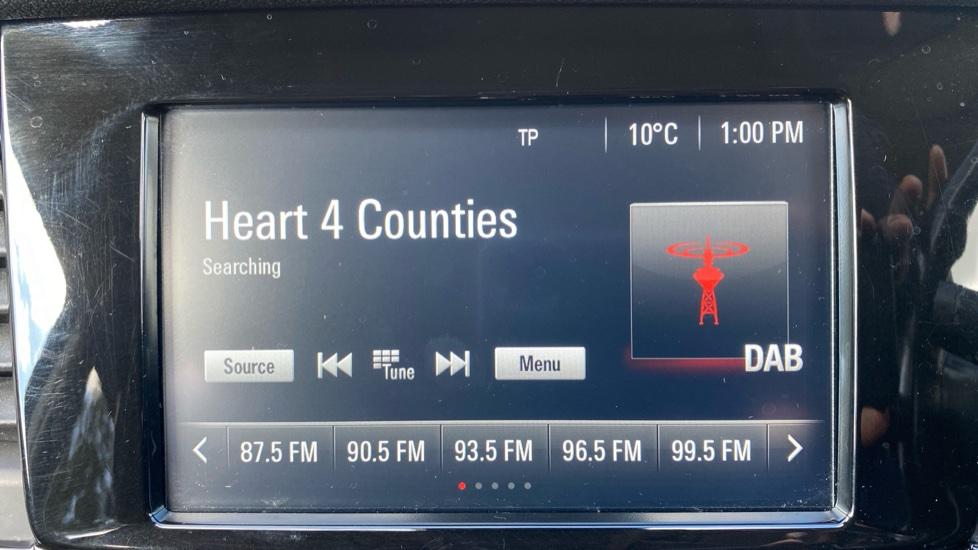 TP 10°C 1:00 PM
Heart 4 Counties
Searching
DAB
Source Tune Menu
87.5 FM 90.5 FM 93.5 FM 96.5 FM 99.5 FM